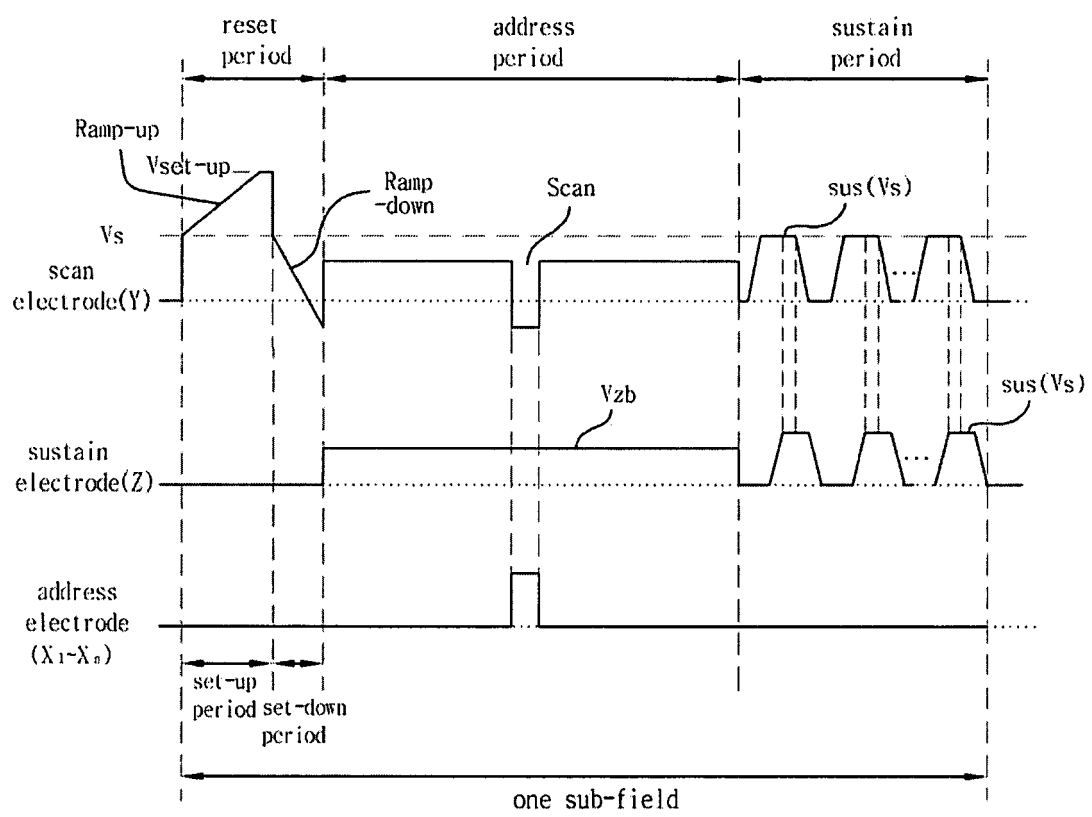 reset
period
address
period
sustain
period
Ramp-up
Vset-up
Ramp
-down
Scan
sus(Vs)
Vs
scan
electrode(Y)
Vzb
sus(Vs)
sustain
electrode(Z)
address
electrode
(X₁~Xₙ)
set-up
period
set-down
period
one sub-field